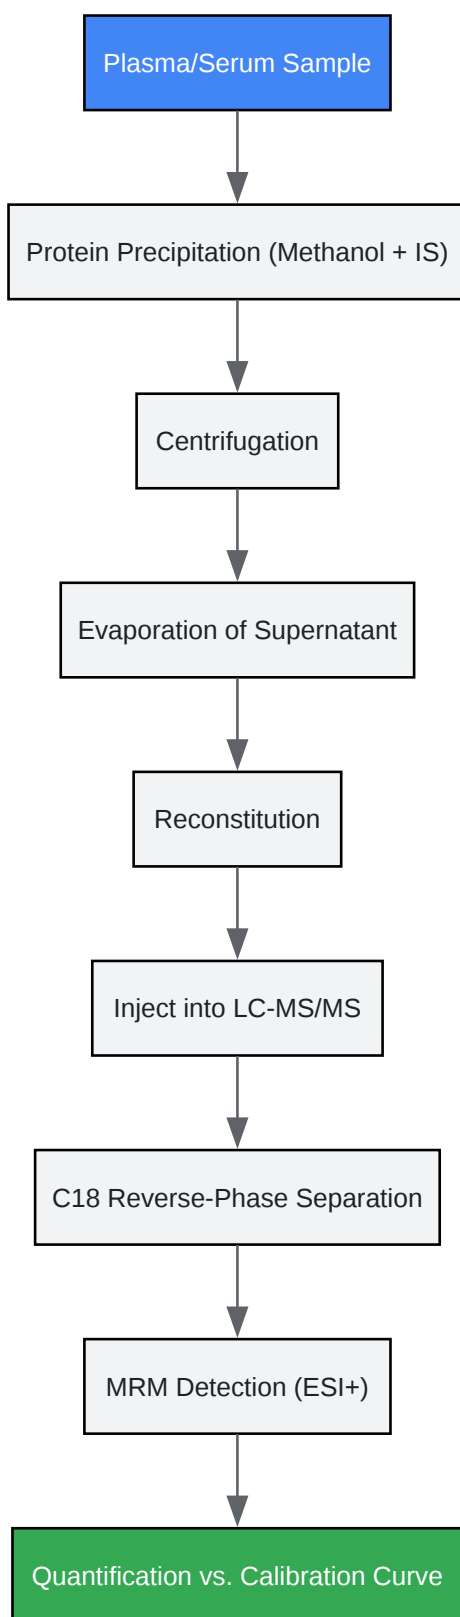 Plasma/Serum Sample
Protein Precipitation (Methanol + IS)
Centrifugation
Evaporation of Supernatant
Reconstitution
Inject into LC-MS/MS
C18 Reverse-Phase Separation
MRM Detection (ESI+)
Quantification vs. Calibration Curve